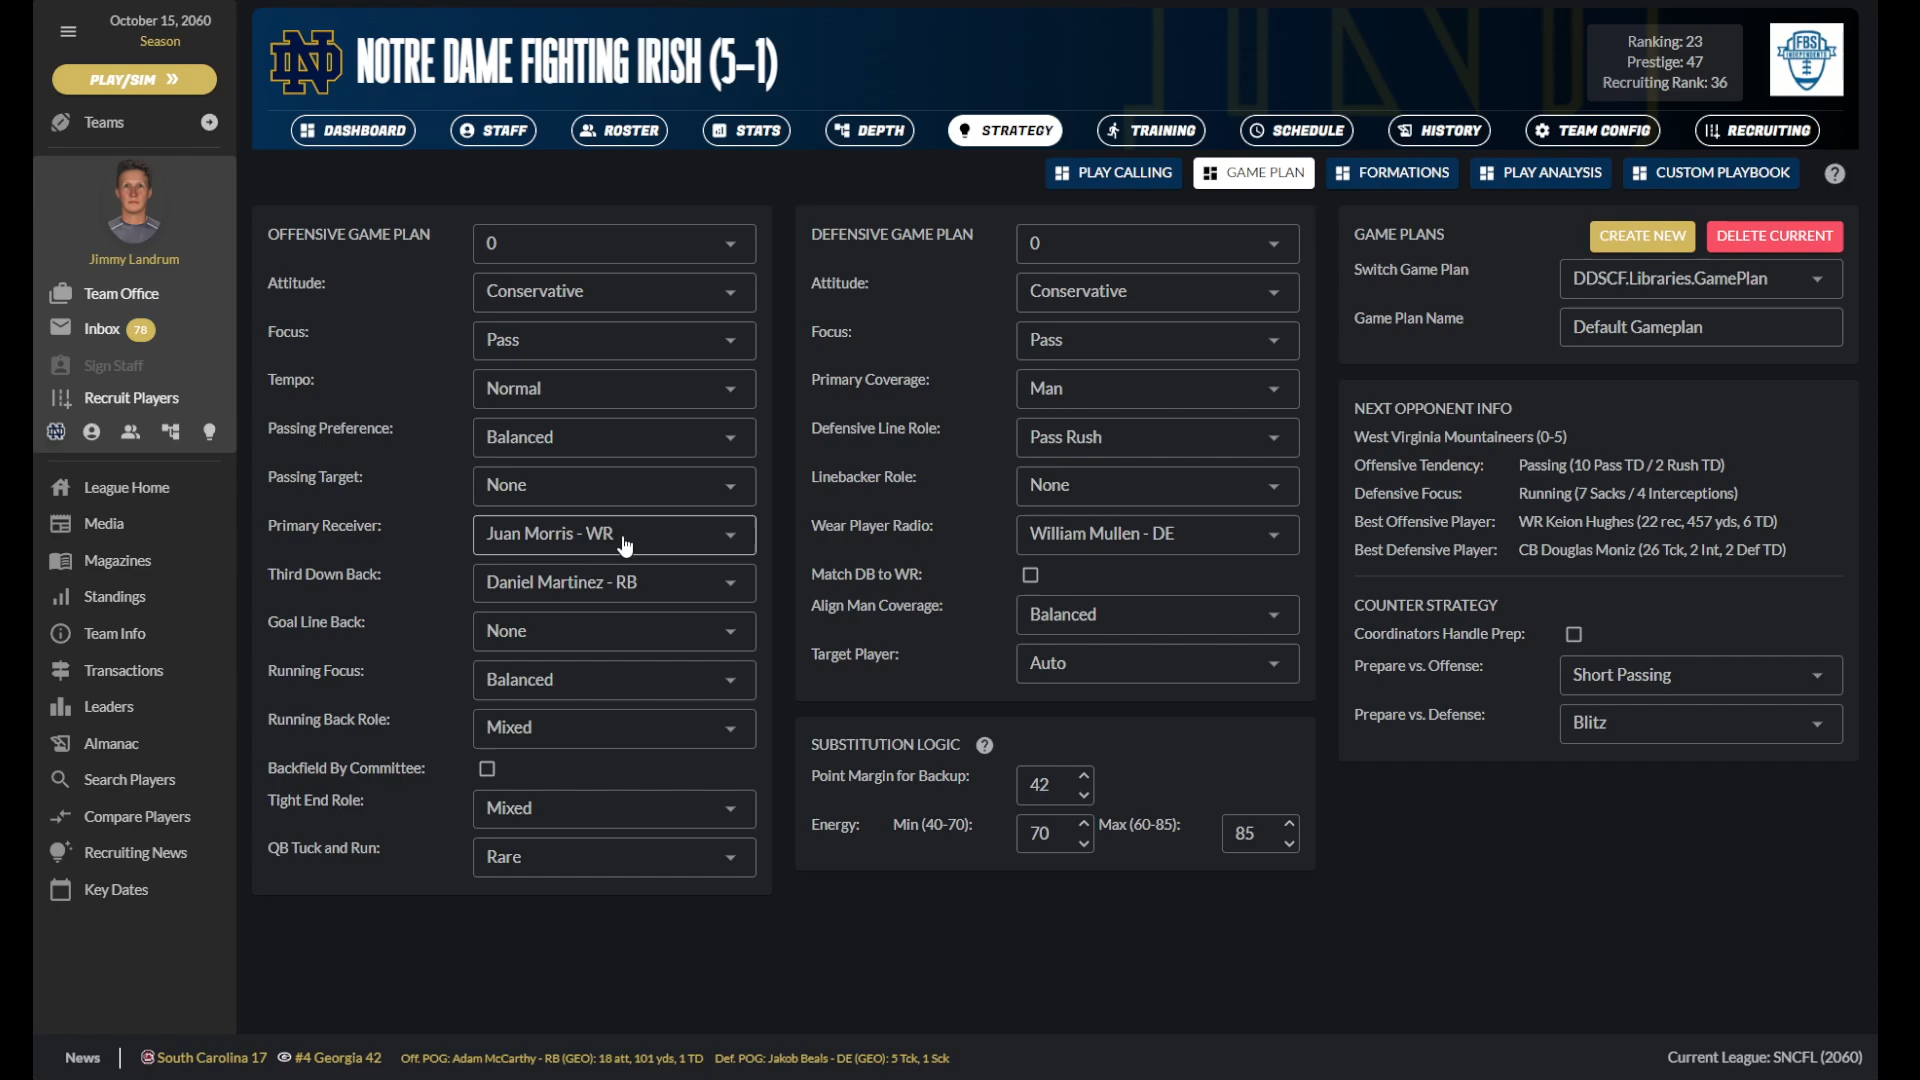 October 15, 2060
Season
PLAY/SIM
Teams
Jimmy Landrum
Team Office
Inbox 78
Sign Staff
Recruit Players
League Home
Media
Magazines
Standings
Team Info
Transactions
Leaders
Almanac
Search Players
Compare Players
Recruiting News
Key Dates
NOTRE DAME FIGHTING IRISH (5-1)
Ranking: 23
Prestige: 47
Recruiting Rank: 36
FBS
INDEPENDENTS
DASHBOARD STAFF ROSTER STATS DEPTH STRATEGY TRAINING SCHEDULE HISTORY TEAM CONFIG RECRUITING
PLAY CALLING GAME PLAN FORMATIONS PLAY ANALYSIS CUSTOM PLAYBOOK ?
OFFENSIVE GAME PLAN 0
Attitude: Conservative
Focus: Pass
Tempo: Normal
Passing Preference: Balanced
Passing Target: None
Primary Receiver: Juan Morris - WR
Third Down Back: Daniel Martinez - RB
Goal Line Back: None
Running Focus: Balanced
Running Back Role: Mixed
Backfield By Committee:
Tight End Role: Mixed
QB Tuck and Run: Rare
DEFENSIVE GAME PLAN 0
Attitude: Conservative
Focus: Pass
Primary Coverage: Man
Defensive Line Role: Pass Rush
Linebacker Role: None
Wear Player Radio: William Mullen - DE
Match DB to WR:
Align Man Coverage: Balanced
Target Player: Auto
SUBSTITUTION LOGIC ?
Point Margin for Backup: 42
Energy: Min (40-70): 70 Max (60-85): 85
GAME PLANS CREATE NEW DELETE CURRENT
Switch Game Plan DDSCF.Libraries.GamePlan
Game Plan Name Default Gameplan
NEXT OPPONENT INFO
West Virginia Mountaineers (0-5)
Offensive Tendency: Passing (10 Pass TD / 2 Rush TD)
Defensive Focus: Running (7 Sacks / 4 Interceptions)
Best Offensive Player: WR Keion Hughes (22 rec, 457 yds, 6 TD)
Best Defensive Player: CB Douglas Moniz (26 Tck, 2 Int, 2 Def TD)
COUNTER STRATEGY
Coordinators Handle Prep:
Prepare vs. Offense: Short Passing
Prepare vs. Defense: Blitz
News South Carolina 17 #4 Georgia 42 Off. POG: Adam McCarthy - RB (GEO): 18 att, 101 yds, 1 TD Def. POG: Jakob Beals - DE (GEO): 5 Tck, 1 Sck
Current League: SNCFL (2060)